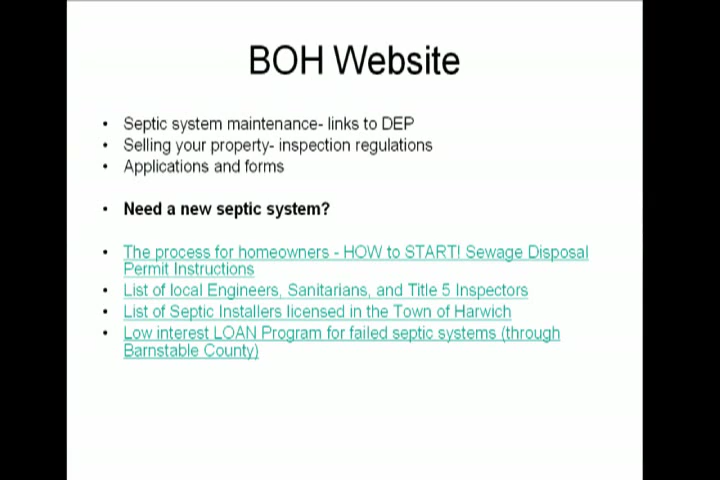 BOH Website
• Septic system maintenance- links to DEP
• Selling your property- inspection regulations
• Applications and forms
• Need a new septic system?
• The process for homeowners - HOW to START! Sewage Disposal
Permit Instructions
• List of local Engineers, Sanitarians, and Title 5 Inspectors
• List of Septic Installers licensed in the Town of Harwich
• Low interest LOAN Program for failed septic systems (through
Barnstable County)